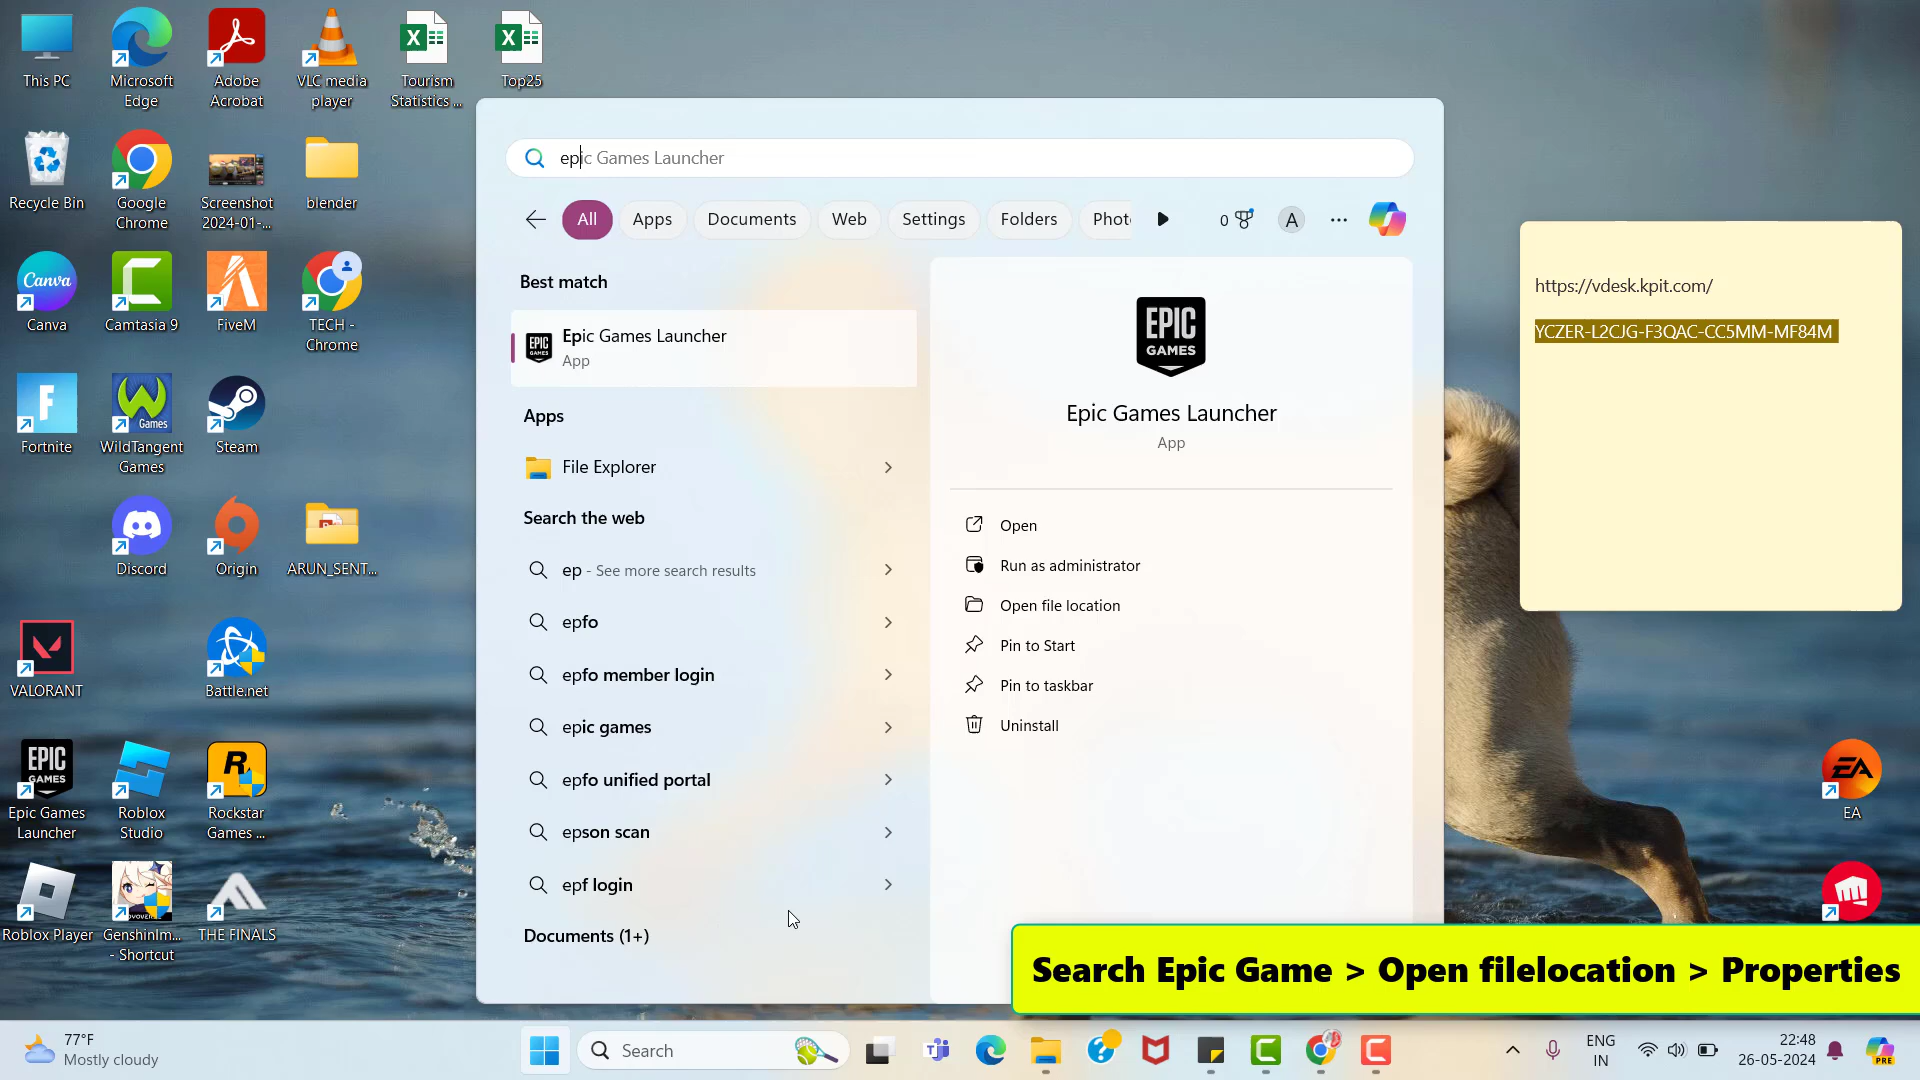 This PC
Microsoft
Edge
Adobe
Acrobat
VLC media
player
Tourism
Statistics ...
Top25
Recycle Bin
Google
Chrome
Screenshot
2024-01-...
blender
Canva
Canva
Camtasia 9
FiveM
TECH -
Chrome
Fortnite
WildTangent
Games
Steam
Discord
Origin
ARUN_SENT...
VALORANT
Battle.net
EPIC
GAMES
Epic Games
Launcher
Roblox
Studio
Rockstar
Games ...
Roblox Player
GenshinIm...
- Shortcut
THE FINALS
epic Games Launcher
All
Apps
Documents
Web
Settings
Folders
Phot
0
A
Best match
Epic Games Launcher
App
Apps
File Explorer
Search the web
ep - See more search results
epfo
epfo member login
epic games
epfo unified portal
epson scan
epf login
Documents (1+)
EPIC
GAMES
Epic Games Launcher
App
Open
Run as administrator
Open file location
Pin to Start
Pin to taskbar
Uninstall
https://vdesk.kpit.com/
YCZER-L2CJG-F3QAC-CC5MM-MF84M
EA
EA
Search Epic Game > Open filelocation > Properties
77°F
Mostly cloudy
Search
ENG
IN
22:48
26-05-2024
PRE